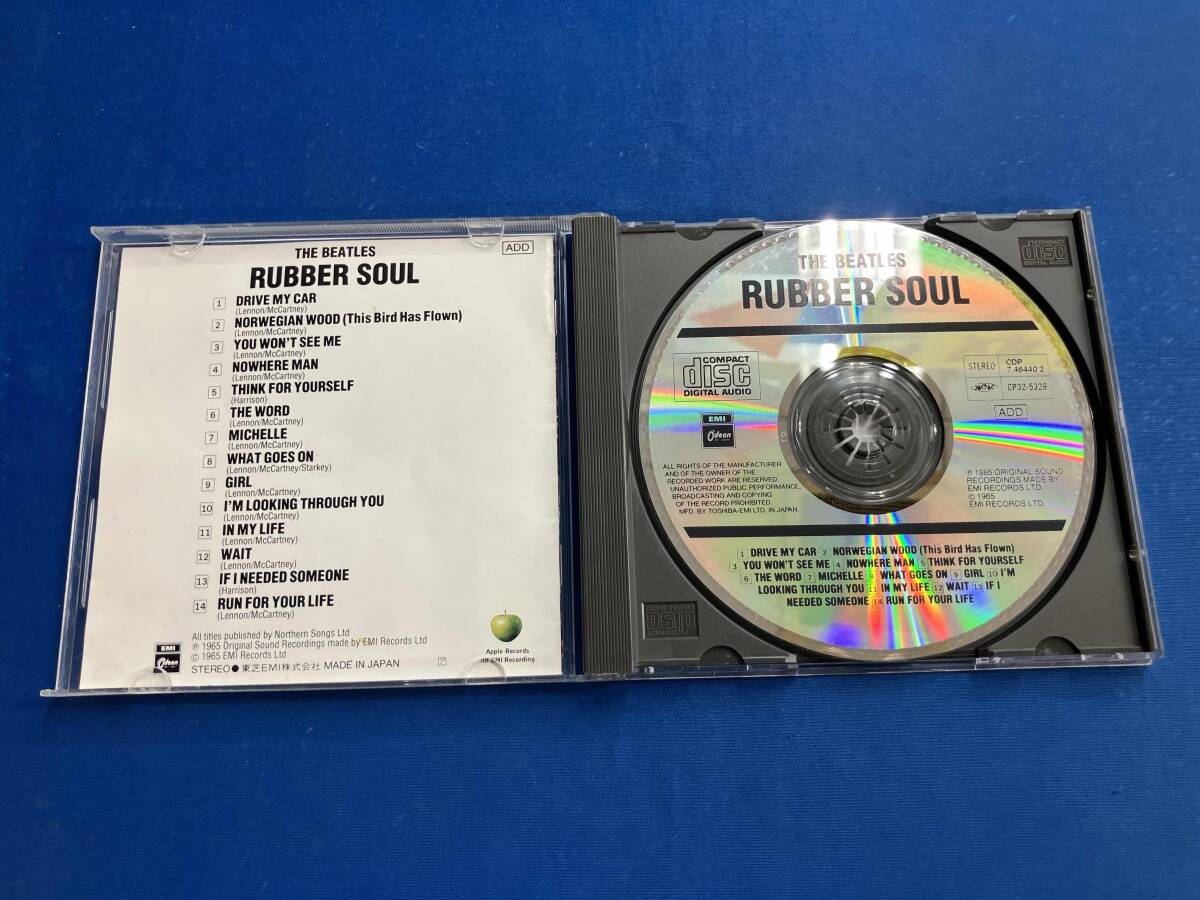 THE BEATLES
ADD
RUBBER SOUL
1 DRIVE MY CAR
(Lennon/McCartney)
2 NORWEGIAN WOOD (This Bird Has Flown)
(Lennon/McCartney)
3 YOU WON'T SEE ME
(Lennon/McCartney)
4 NOWHERE MAN
(Lennon/McCartney)
5 THINK FOR YOURSELF
(Harrison)
6 THE WORD
(Lennon/McCartney)
7 MICHELLE
(Lennon/McCartney)
8 WHAT GOES ON
(Lennon/McCartney/Starkey)
9 GIRL
(Lennon/McCartney)
10 I'M LOOKING THROUGH YOU
(Lennon/McCartney)
11 IN MY LIFE
(Lennon/McCartney)
12 WAIT
(Lennon/McCartney)
13 IF I NEEDED SOMEONE
(Harrison)
14 RUN FOR YOUR LIFE
(Lennon/McCartney)
All titles published by Northern Songs Ltd
℗ 1965 Original Sound Recordings made by EMI Records Ltd
© 1965 EMI Records Ltd
STEREO● 東芝EMI株式会社 MADE IN JAPAN
EMI
Odeon
Apple Records
EMI Recording
THE BEATLES
RUBBER SOUL
COMPACT
disc
DIGITAL AUDIO
STEREO
CDP
7 46440 2
CP32-5328
ADD
EMI
Odeon
ALL RIGHTS OF THE MANUFACTURER
AND OF THE OWNER OF THE
RECORDED WORK ARE RESERVED
UNAUTHORIZED PUBLIC PERFORMANCE,
BROADCASTING AND COPYING
OF THE RECORD PROHIBITED.
MFD. BY TOSHIBA-EMI LTD. IN JAPAN.
℗ 1965 ORIGINAL SOUND
RECORDINGS MADE BY
EMI RECORDS LTD.
© 1965
EMI RECORDS LTD.
1 DRIVE MY CAR 2 NORWEGIAN WOOD (This Bird Has Flown)
3 YOU WON'T SEE ME 4 NOWHERE MAN 5 THINK FOR YOURSELF
6 THE WORD 7 MICHELLE 8 WHAT GOES ON 9 GIRL 10 I'M
LOOKING THROUGH YOU 11 IN MY LIFE 12 WAIT 13 IF I
NEEDED SOMEONE 14 RUN FOR YOUR LIFE
COMPACT
disc
DIGITAL AUDIO
COMPACT
disc
DIGITAL AUDIO